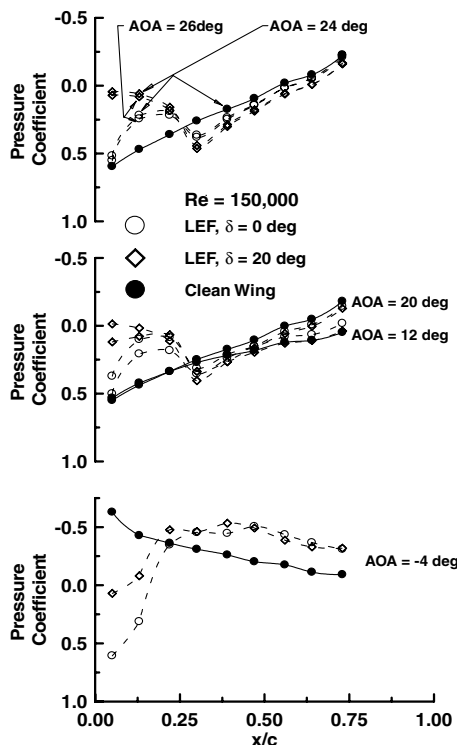 -0.5
AOA = 26deg
AOA = 24 deg
0.0
0.5
1.0
Pressure
Coefficient
Re = 150,000
LEF, δ = 0 deg
LEF, δ = 20 deg
Clean Wing
-0.5
0.0
0.5
1.0
Pressure
Coefficient
AOA = 20 deg
AOA = 12 deg
-0.5
0.0
0.5
1.0
Pressure
Coefficient
AOA = -4 deg
0.00 0.25 0.50 0.75 1.00
x/c